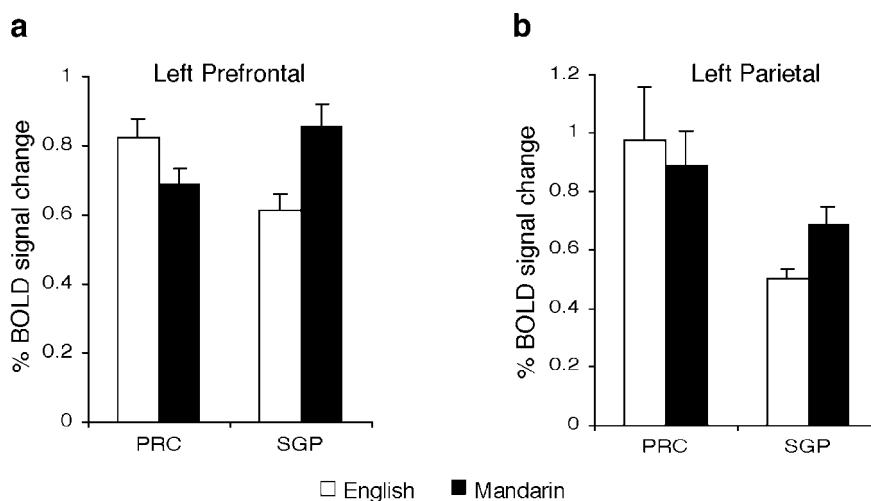 a
Left Prefrontal
% BOLD signal change
1
0.8
0.6
0.4
0.2
0
PRC SGP
b
Left Parietal
% BOLD signal change
1.2
1
0.8
0.6
0.4
0.2
0
PRC SGP
English Mandarin